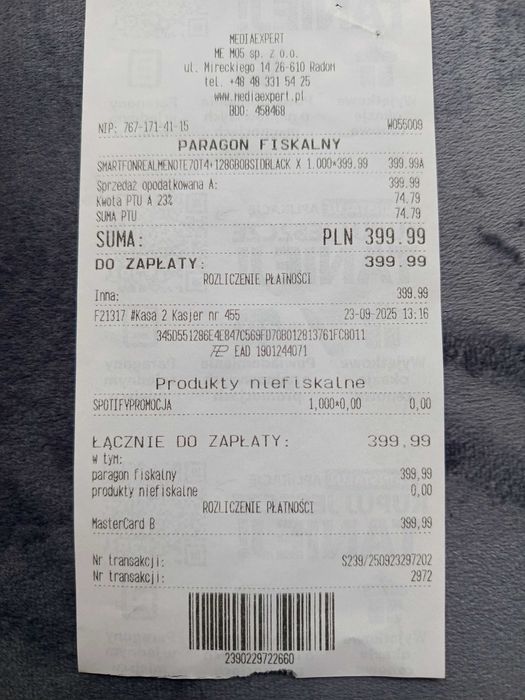 MEDIAEXPERT
ME M05 sp. z o.o.
ul. Mireckiego 14 26-610 Radom
tel. +48 48 331 54 25
www.mediaexpert.pl
BDO: 458468
NIP: 767-171-41-15 W055009
PARAGON FISKALNY
SMARTFONREALMENOTE70T4+128GBOBSIDBLACK X 1.000*399.99 399.99A
Sprzedaż opodatkowana A: 399.99
Kwota PTU A 23% 74.79
SUMA PTU 74.79
SUMA: PLN 399.99
DO ZAPŁATY: 399.99
ROZLICZENIE PŁATNOŚCI
Inna: 399.99
F21317 #Kasa 2 Kasjer nr 455 23-09-2025 13:16
345D551286E4E847C569FD70B012813761FC8011
EAD 1901244071
Produkty niefiskalne
SPOTIFYPROMOCJA 1,000*0,00 0,00
ŁĄCZNIE DO ZAPŁATY: 399,99
w tym:
paragon fiskalny 399,99
produkty niefiskalne 0,00
ROZLICZENIE PŁATNOŚCI
MasterCard B 399,99
Nr transakcji: S239/250923297202
Nr transakcji: 2972
2390229722660